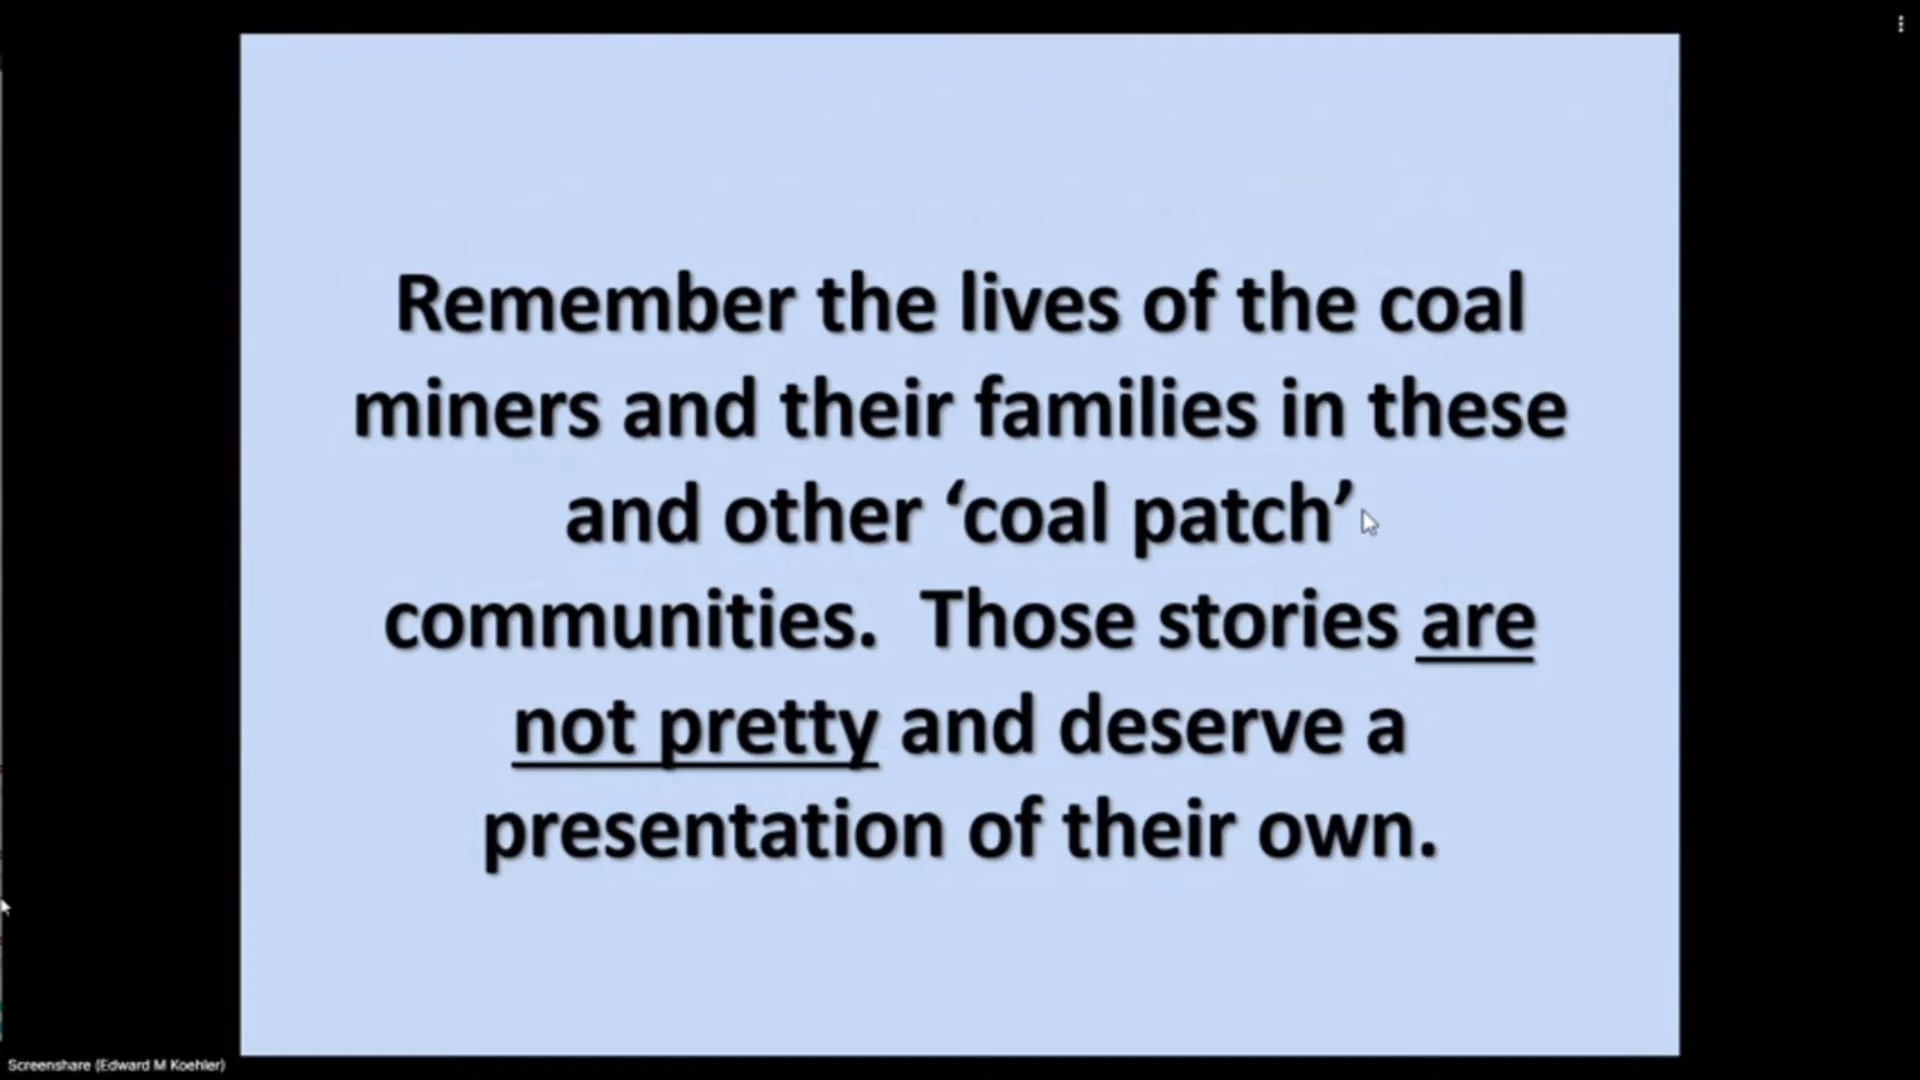 Remember the lives of the coal
miners and their families in these
and other ‘coal patch’
communities.  Those stories are
not pretty and deserve a
presentation of their own.
Screenshare (Edward M Koehler)